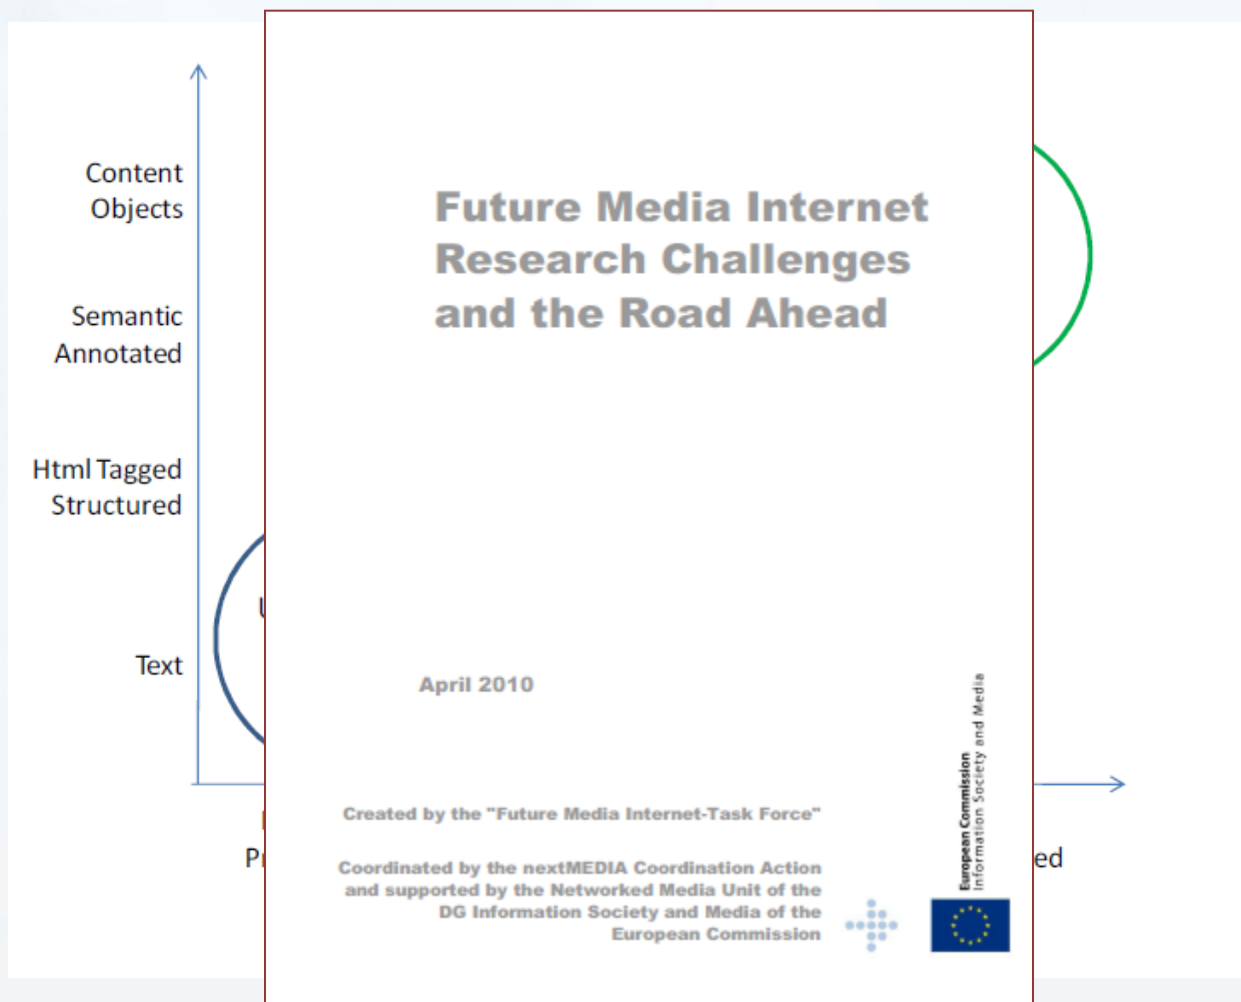 Content
Objects
Semantic
Annotated
Html Tagged
Structured
Text
Future Media Internet
Research Challenges
and the Road Ahead
April 2010
Created by the "Future Media Internet-Task Force"
Coordinated by the nextMEDIA Coordination Action
and supported by the Networked Media Unit of the
DG Information Society and Media of the
European Commission
European Commission
Information Society and Media